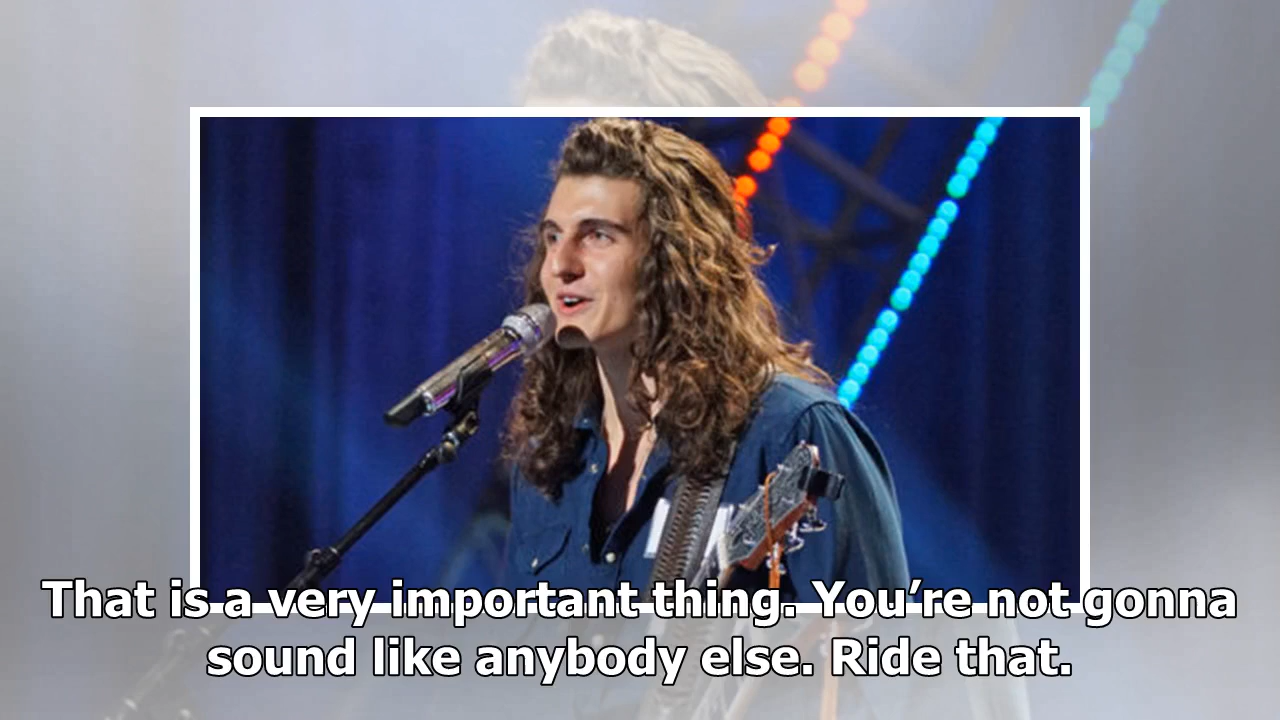 That is a very important thing. You’re not gonna
sound like anybody else. Ride that.